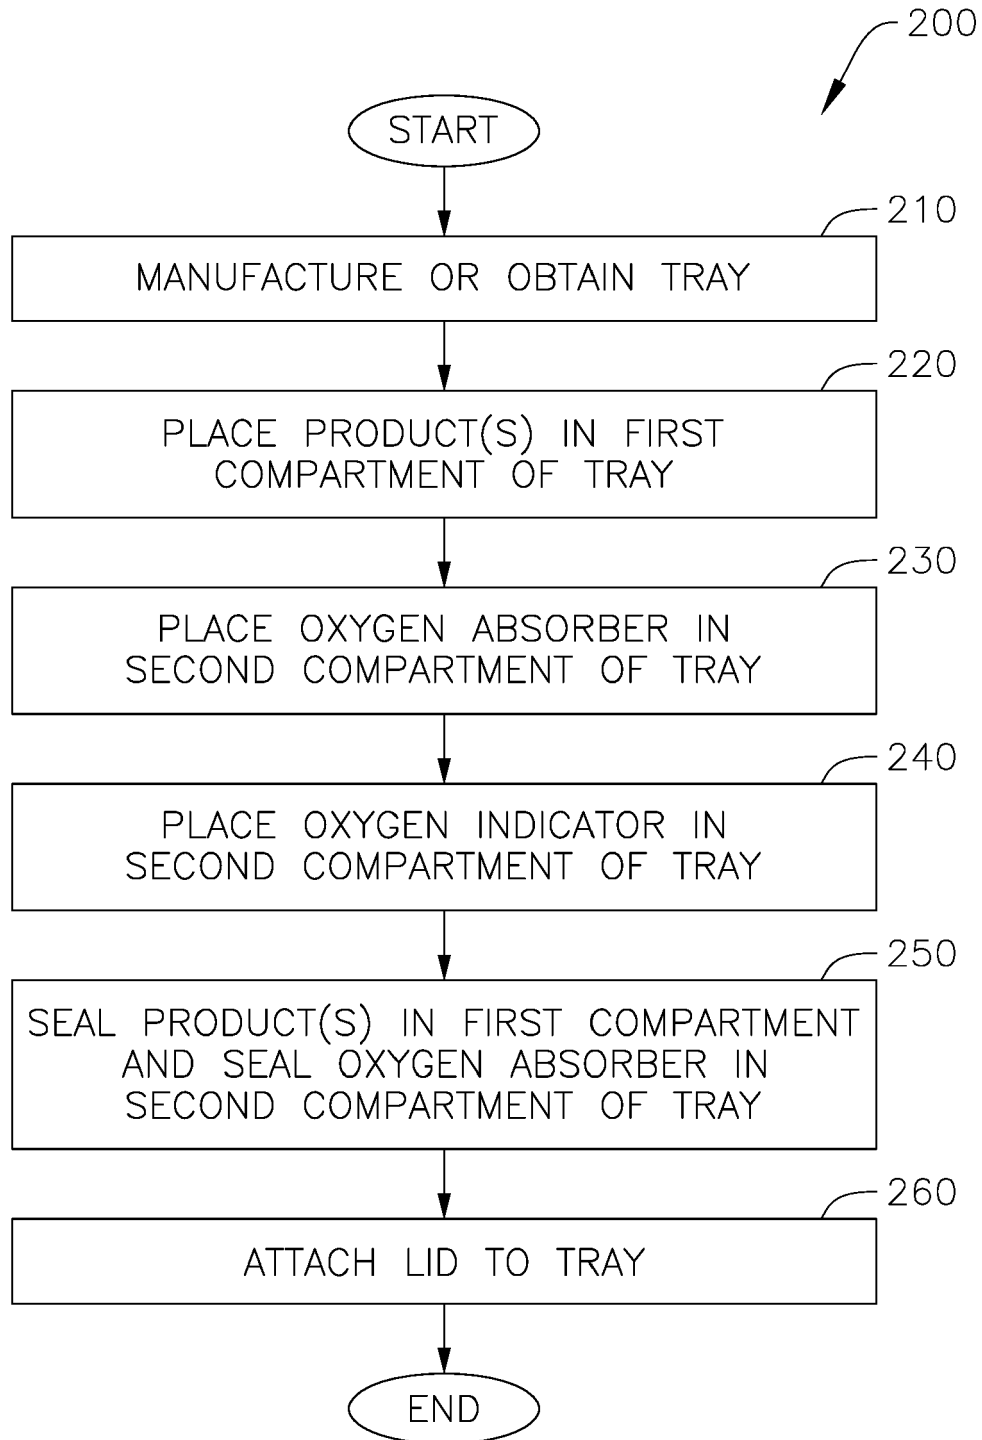 200
START
210
MANUFACTURE OR OBTAIN TRAY
220
PLACE PRODUCT(S) IN FIRST
COMPARTMENT OF TRAY
230
PLACE OXYGEN ABSORBER IN
SECOND COMPARTMENT OF TRAY
240
PLACE OXYGEN INDICATOR IN
SECOND COMPARTMENT OF TRAY
250
SEAL PRODUCT(S) IN FIRST COMPARTMENT
AND SEAL OXYGEN ABSORBER IN
SECOND COMPARTMENT OF TRAY
260
ATTACH LID TO TRAY
END